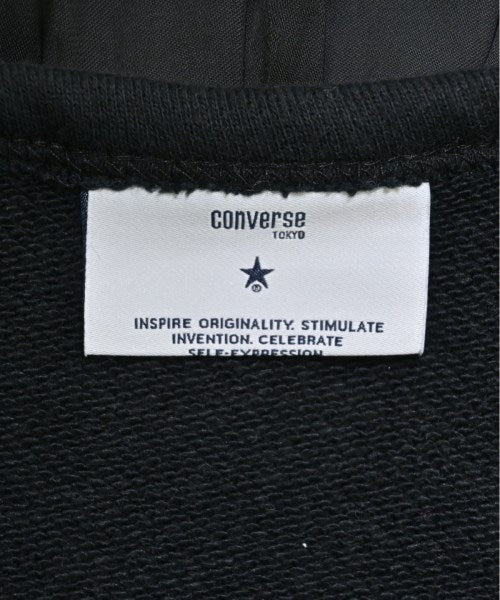 CONVERSE
TOKYO
®
INSPIRE ORIGINALITY. STIMULATE
INVENTION. CELEBRATE
SELF-EXPRESSION